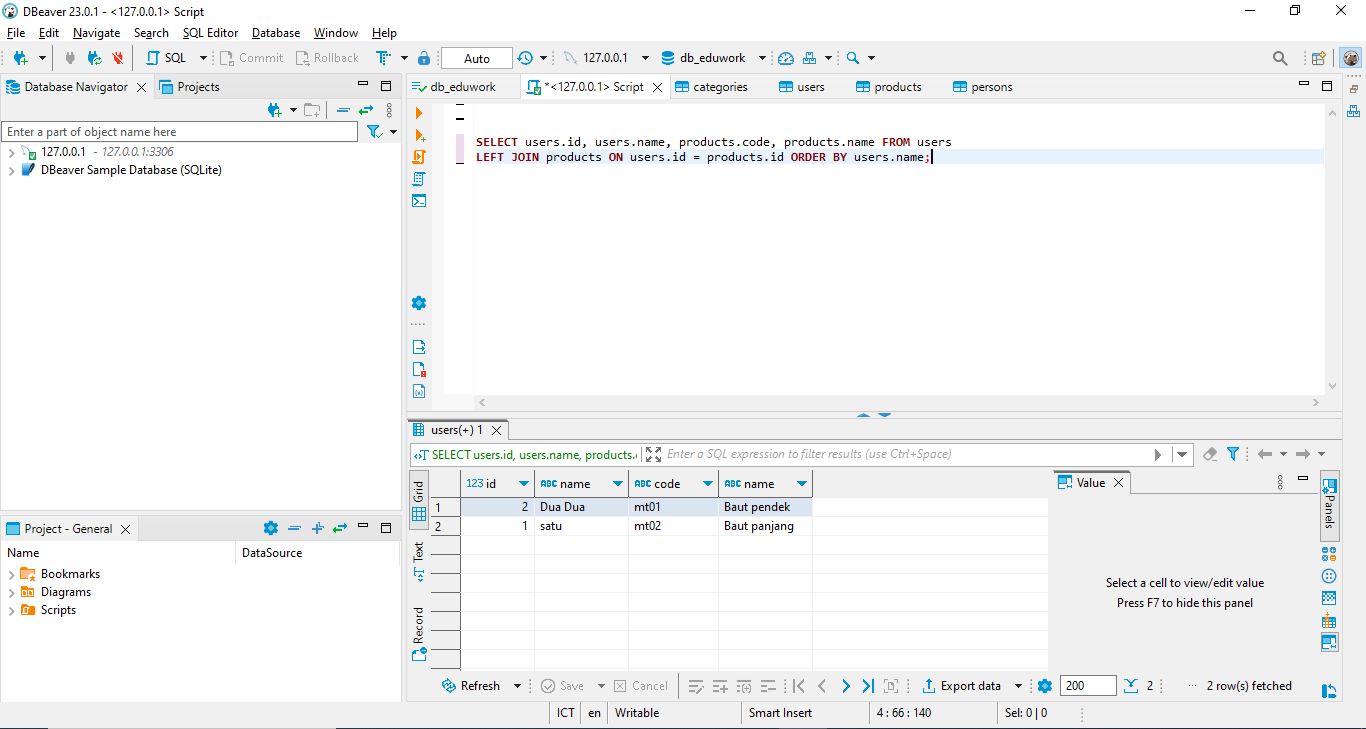 DBeaver 23.0.1 - <127.0.0.1> Script
File Edit Navigate Search SQL Editor Database Window Help
SQL Commit Rollback Auto 127.0.0.1 db_eduwork
Database Navigator Projects
Enter a part of object name here
127.0.0.1 - 127.0.0.1:3306
DBeaver Sample Database (SQLite)
db_eduwork *<127.0.0.1> Script categories users products persons
SELECT users.id, users.name, products.code, products.name FROM users
LEFT JOIN products ON users.id = products.id ORDER BY users.name;
Project - General
Name DataSource
Bookmarks
Diagrams
Scripts
users(+) 1
SELECT users.id, users.name, products. Enter a SQL expression to filter results (use Ctrl+Space)
Grid
Text
Record
123 id ABC name ABC code ABC name
1 2 Dua Dua mt01 Baut pendek
2 1 satu mt02 Baut panjang
Value
Select a cell to view/edit value
Press F7 to hide this panel
Panels
Refresh Save Cancel Export data 200 2 ... 2 row(s) fetched
ICT en Writable Smart Insert 4 : 66 : 140 Sel: 0 | 0